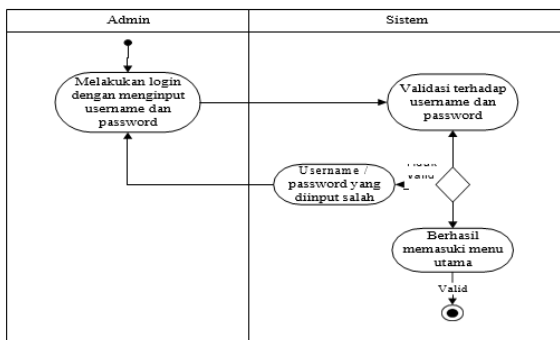 Admin
Sistem
Melakukan login
dengan menginput
username dan
password
Validasi terhadap
username dan
password
Username /
password yang
diinput salah
valid
Berhasil
memasuki menu
utama
Valid